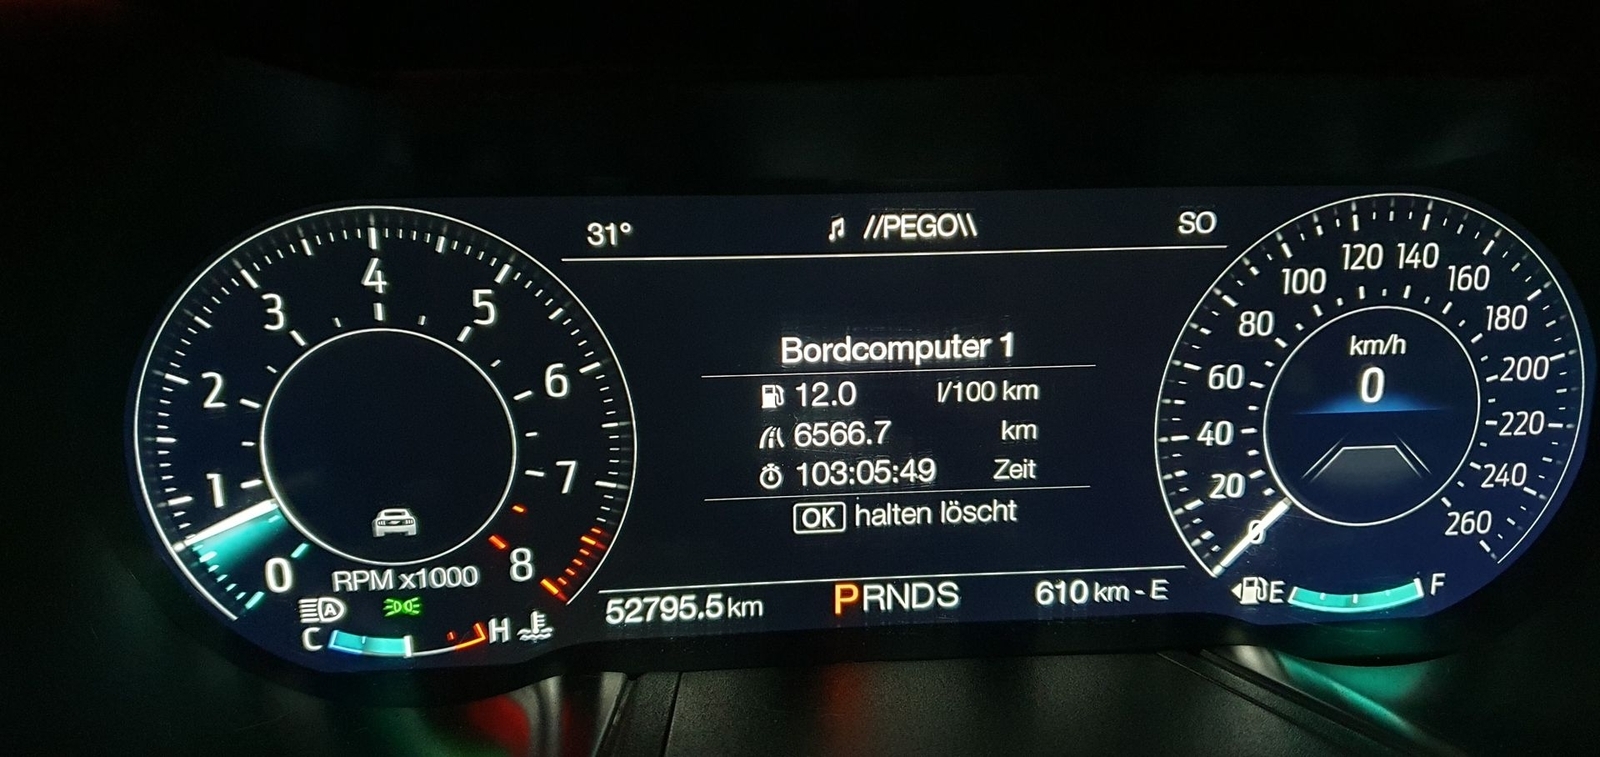 31° //PEGO\\ SO
0 1 2 3 4 5 6 7 8
RPM x1000
A
C H
Bordcomputer 1
12.0 l/100 km
6566.7 km
103:05:49 Zeit
OK halten löscht
52795.5 km PRNDS 610 km - E
0 20 40 60 80 100 120 140 160 180 200 220 240 260
km/h
0
E F